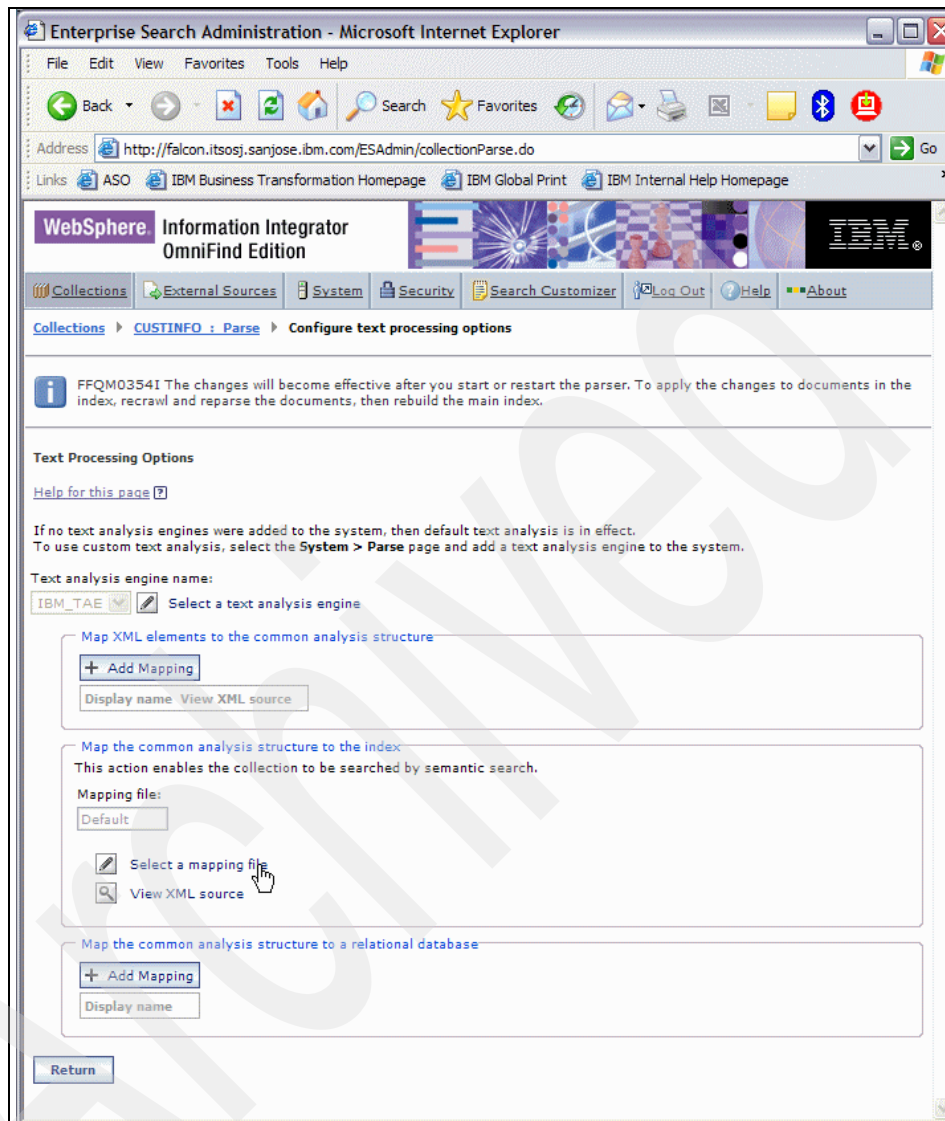 Enterprise Search Administration - Microsoft Internet Explorer
File Edit View Favorites Tools Help
Back Search Favorites
Address http://falcon.itsosj.sanjose.ibm.com/ESAdmin/collectionParse.do Go
Links ASO IBM Business Transformation Homepage IBM Global Print IBM Internal Help Homepage
WebSphere. Information Integrator
OmniFind Edition
IBM®
Collections External Sources System Security Search Customizer Log Out Help About
Collections CUSTINFO : Parse Configure text processing options
FFQM0354I The changes will become effective after you start or restart the parser. To apply the changes to documents in the
index, recrawl and reparse the documents, then rebuild the main index.
Text Processing Options
Help for this page ?
If no text analysis engines were added to the system, then default text analysis is in effect.
To use custom text analysis, select the System > Parse page and add a text analysis engine to the system.
Text analysis engine name:
IBM_TAE Select a text analysis engine
Map XML elements to the common analysis structure
+ Add Mapping
Display name View XML source
Map the common analysis structure to the index
This action enables the collection to be searched by semantic search.
Mapping file:
Default
Select a mapping file
View XML source
Map the common analysis structure to a relational database
+ Add Mapping
Display name
Return
Archived